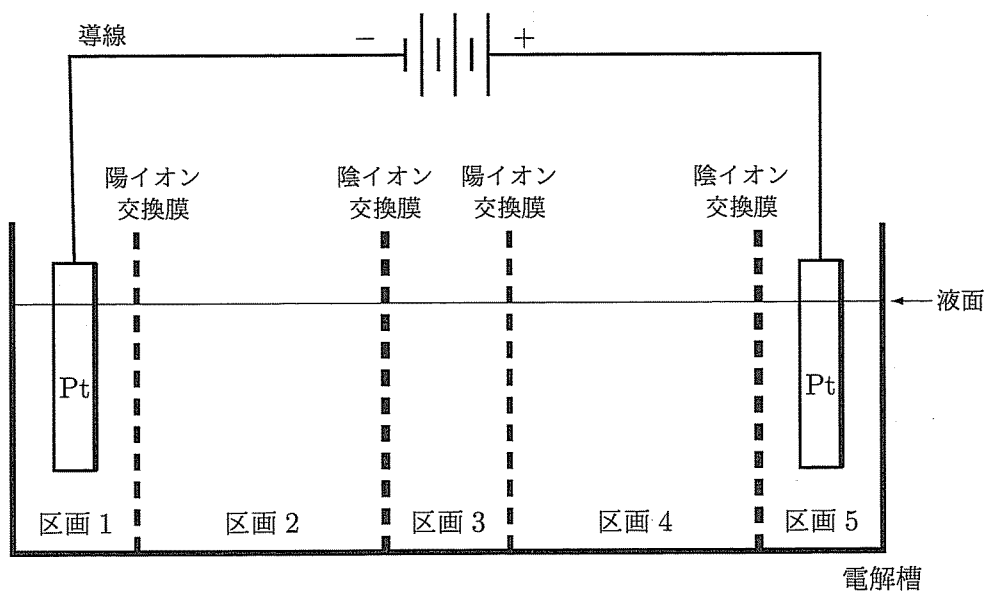 導線
− +
陽イオン
交換膜
陰イオン
交換膜
陽イオン
交換膜
陰イオン
交換膜
液面
Pt
Pt
区画 1
区画 2
区画 3
区画 4
区画 5
電解槽